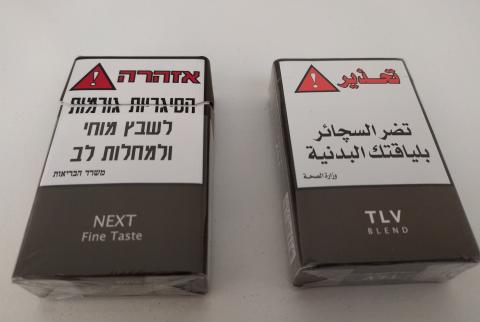 אזהרה
הסיגריות גורמות
לשבץ מוחי
ולמחלות לב
משרד הבריאות
NEXT
Fine Taste
تحذير
تضر السجائر
بلياقتك البدنية
وزارة الصحة
TLV
BLEND